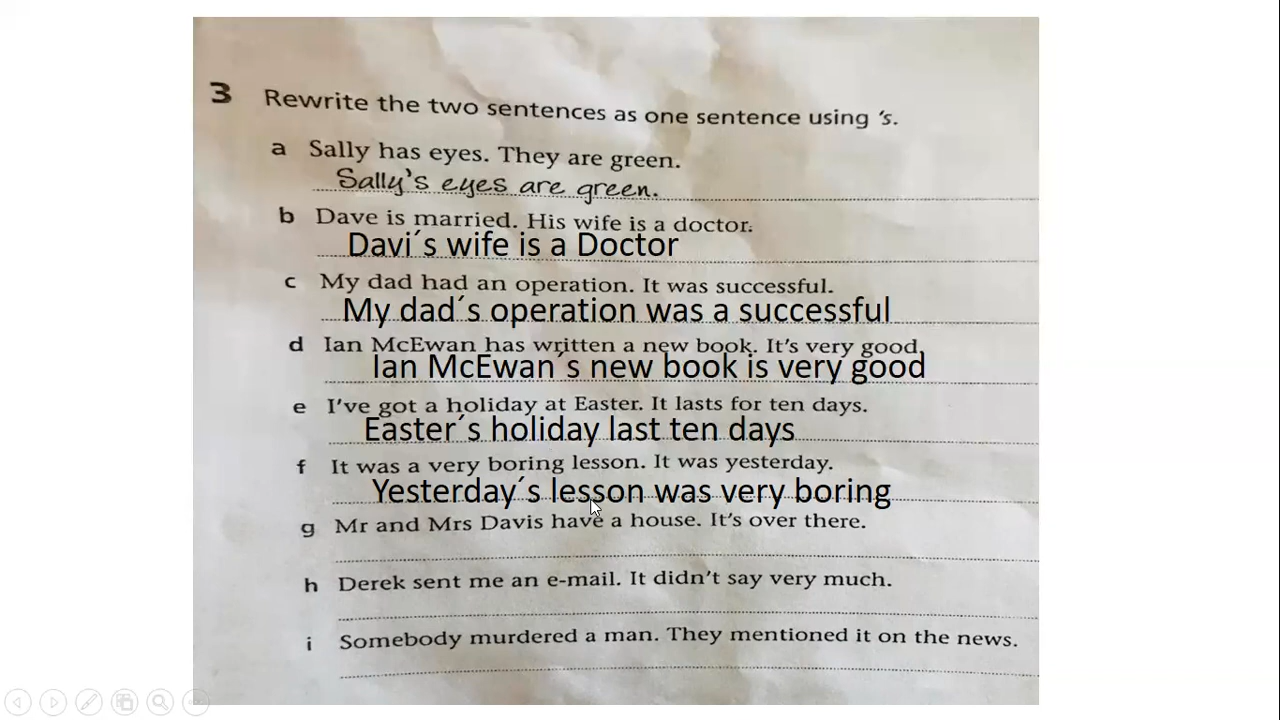 3 Rewrite the two sentences as one sentence using 's.
a Sally has eyes. They are green.
Sally's eyes are green.
b Dave is married. His wife is a doctor.
Davi´s wife is a Doctor
c My dad had an operation. It was successful.
My dad´s operation was a successful
d Ian McEwan has written a new book. It's very good.
Ian McEwan´s new book is very good
e I've got a holiday at Easter. It lasts for ten days.
Easter´s holiday last ten days
f It was a very boring lesson. It was yesterday.
Yesterday´s lesson was very boring
g Mr and Mrs Davis have a house. It's over there.
h Derek sent me an e-mail. It didn't say very much.
i Somebody murdered a man. They mentioned it on the news.